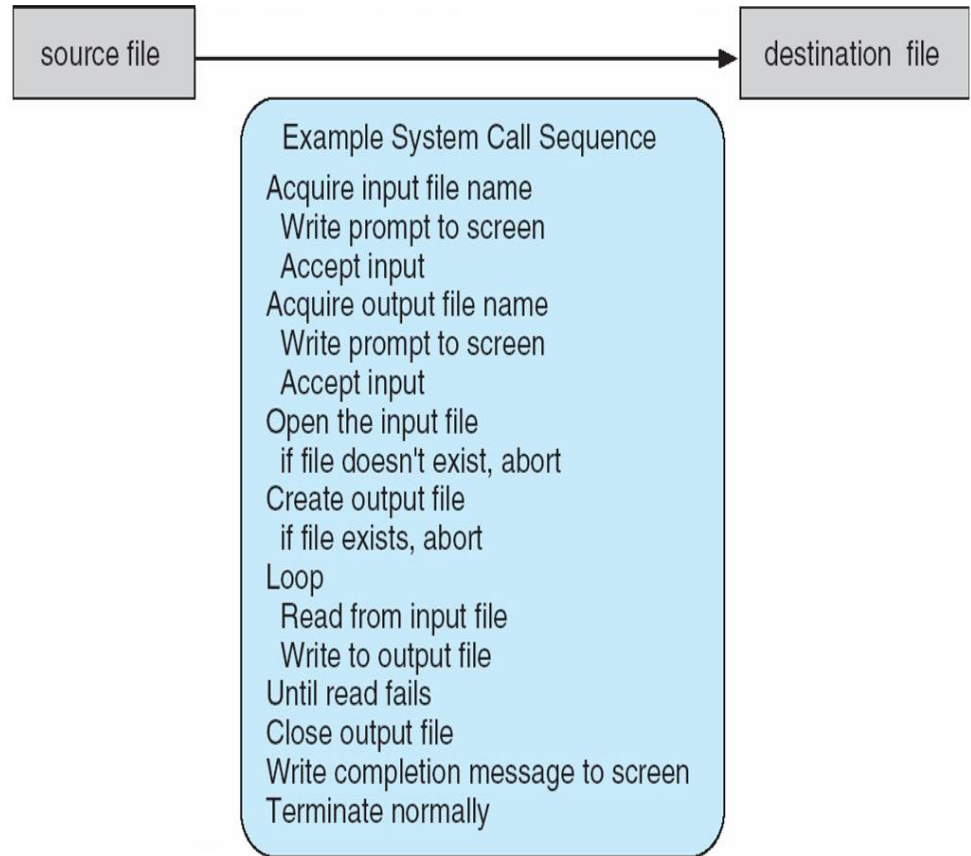 source file
destination file
Example System Call Sequence
Acquire input file name
Write prompt to screen
Accept input
Acquire output file name
Write prompt to screen
Accept input
Open the input file
if file doesn't exist, abort
Create output file
if file exists, abort
Loop
Read from input file
Write to output file
Until read fails
Close output file
Write completion message to screen
Terminate normally